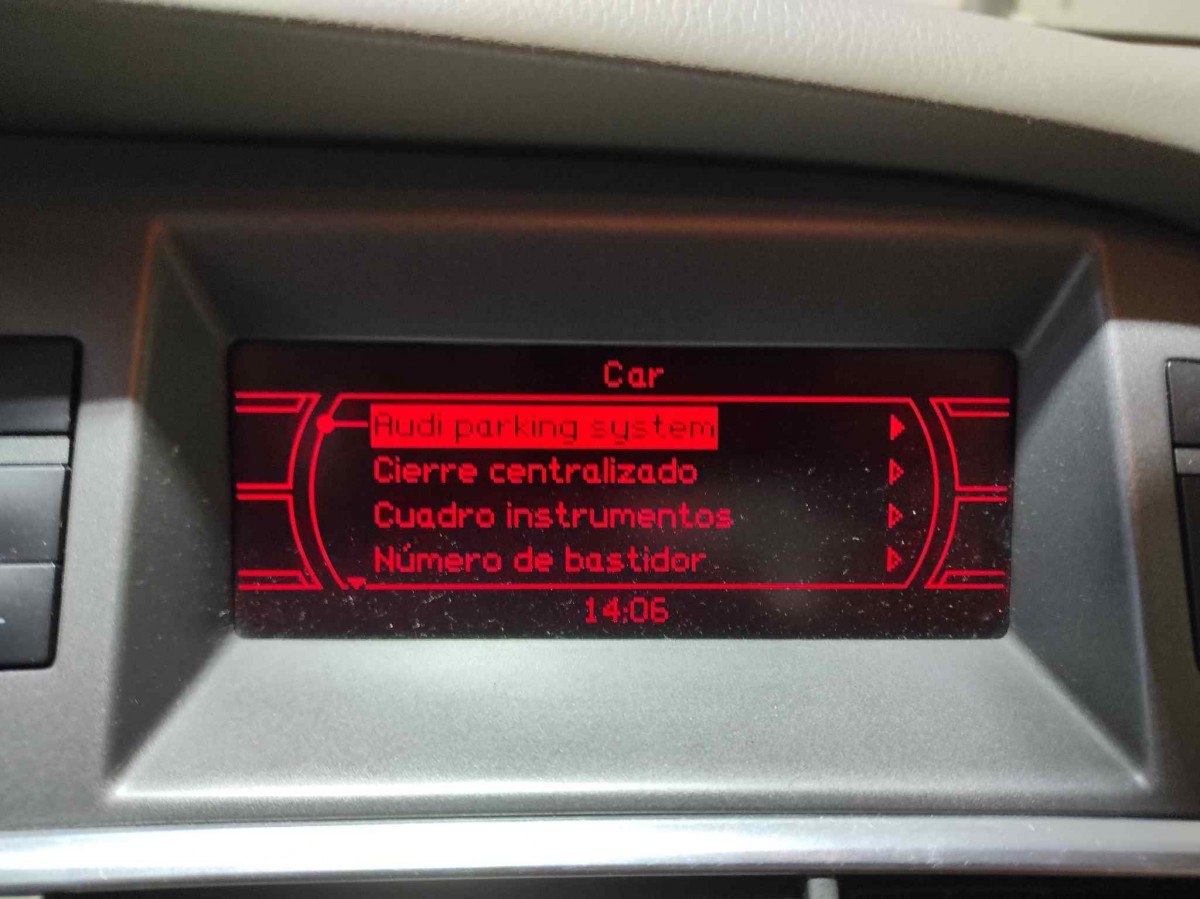 Car
Audi parking system
Cierre centralizado
Cuadro instrumentos
Número de bastidor
14:06